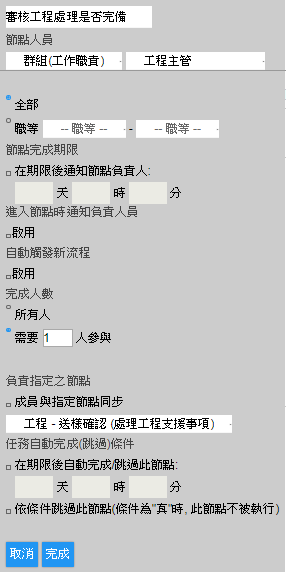 審核工程處理是否完備
節點人員
群組(工作職責) 工程主管
全部
職等 -- 職等 -- - -- 職等 --
節點完成期限
在期限後通知節點負責人:
天 時 分
進入節點時通知負責人員
啟用
自動觸發新流程
啟用
完成人數
所有人
需要 1 人參與
負責指定之節點
成員與指定節點同步
工程 - 送樣確認 (處理工程支援事項)
任務自動完成(跳過)條件
在期限後自動完成/跳過此節點:
天 時 分
依條件跳過此節點(條件為"真"時, 此節點不被執行)
取消 完成